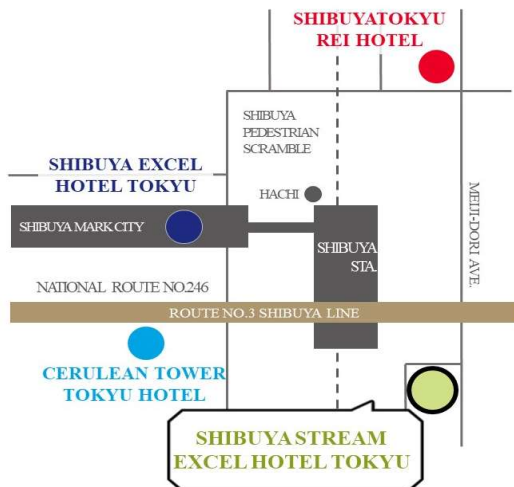 SHIBUYATOKYU
REI HOTEL
SHIBUYA
PEDESTRIAN
SCRAMBLE
SHIBUYA EXCEL
HOTEL TOKYU
HACHI
SHIBUYA MARK CITY
SHIBUYA
STA.
MEIJI-DORI AVE.
NATIONAL ROUTE NO.246
ROUTE NO.3 SHIBUYA LINE
CERULEAN TOWER
TOKYU HOTEL
SHIBUYA STREAM
EXCEL HOTEL TOKYU